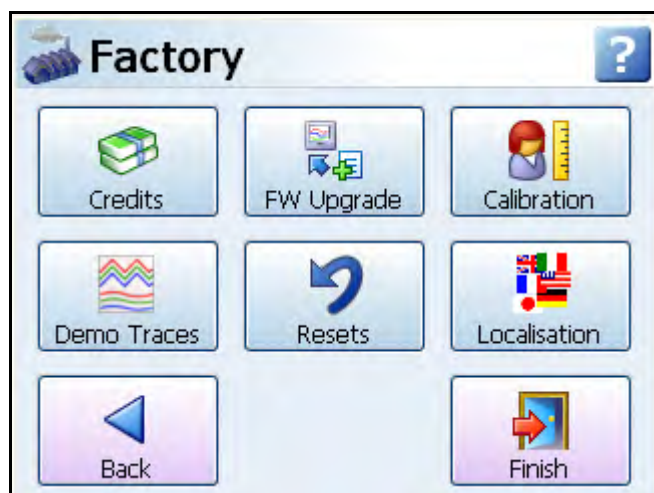 Factory
?
Credits
FW Upgrade
Calibration
Demo Traces
Resets
Localisation
Back
Finish